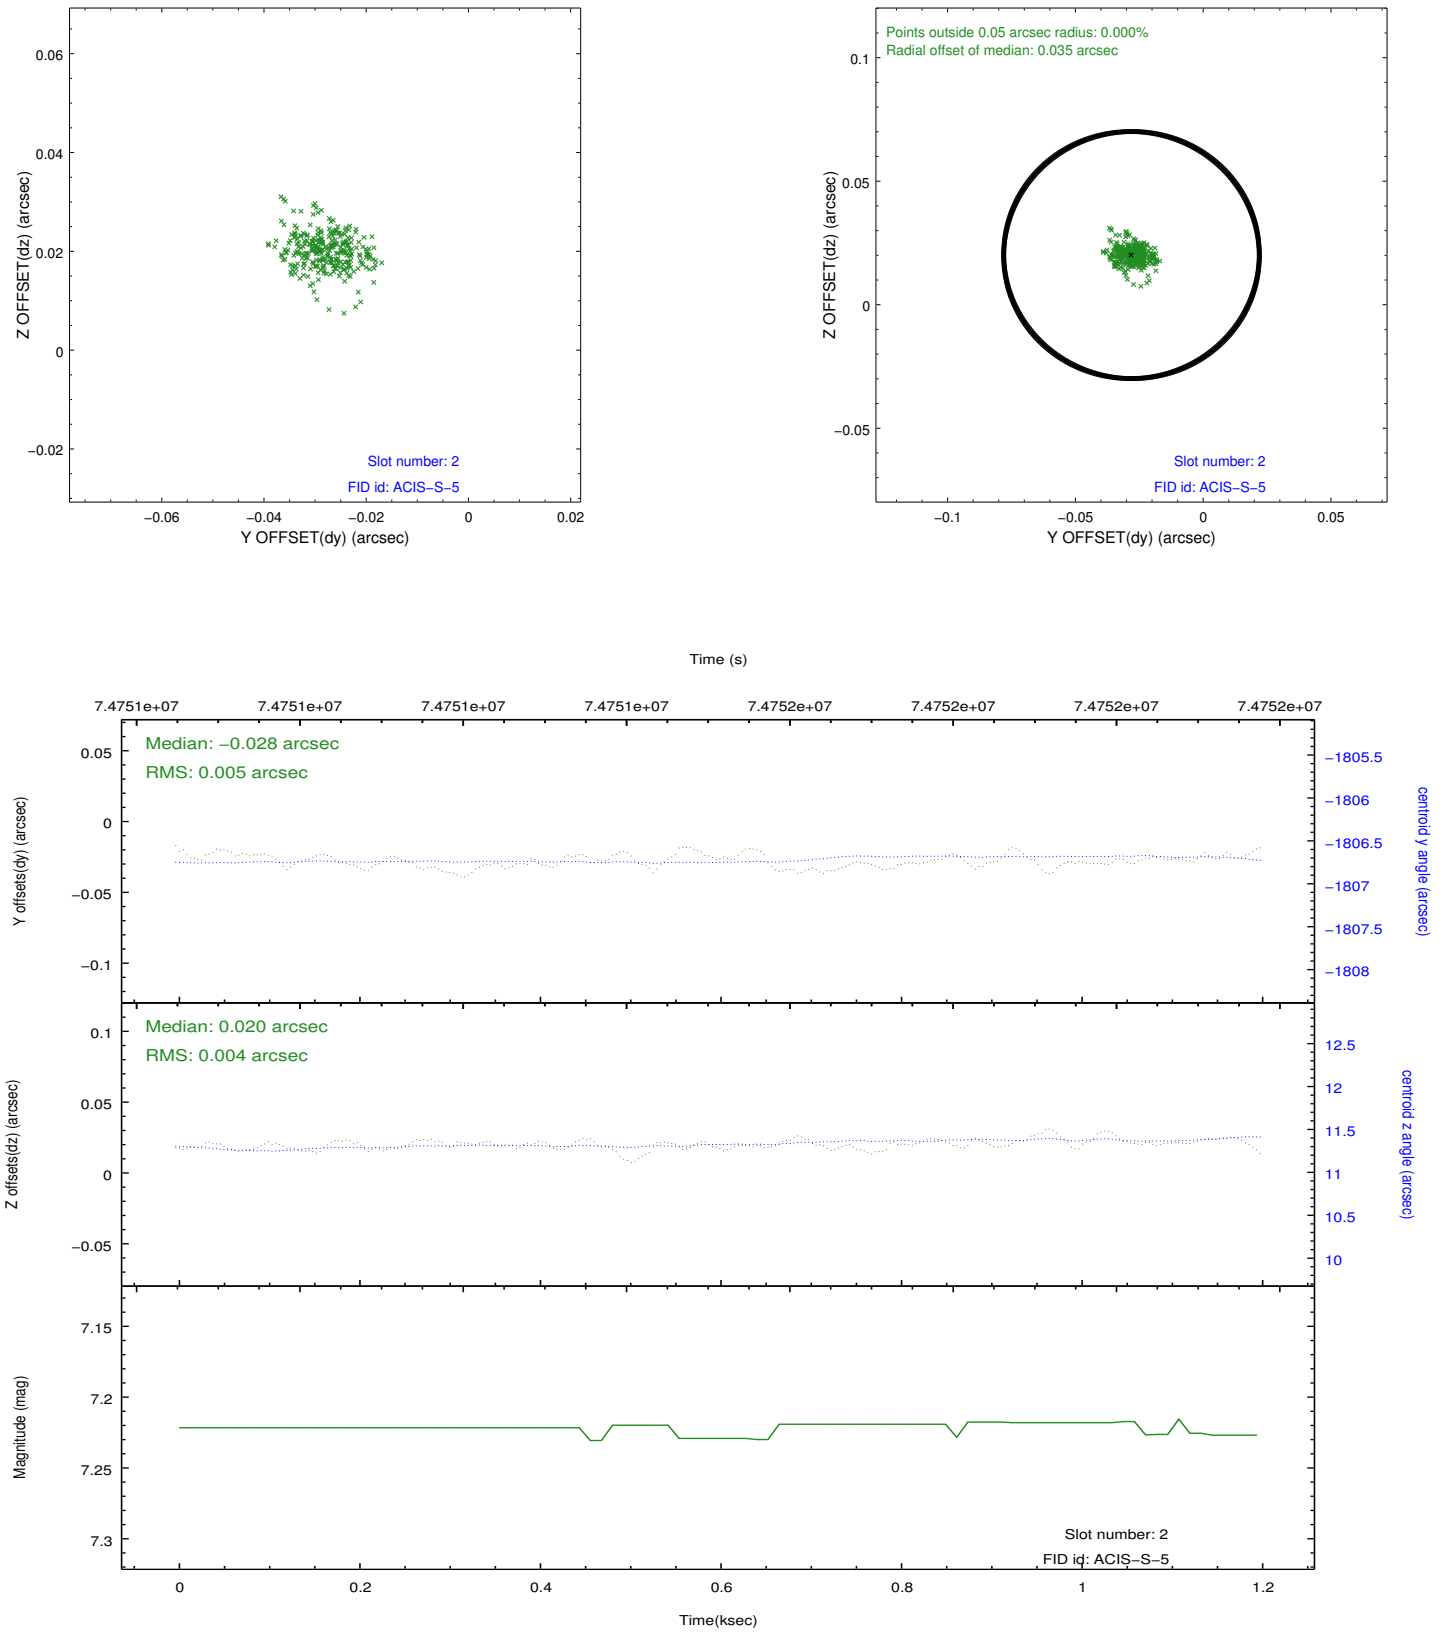 0.06
0.04
0.02
0
−0.02
Z OFFSET(dz) (arcsec)
Slot number: 2
FID id: ACIS−S−5
−0.06
−0.04
−0.02
0
0.02
Y OFFSET(dy) (arcsec)
Points outside 0.05 arcsec radius: 0.000%
Radial offset of median: 0.035 arcsec
0.1
0.05
0
−0.05
Z OFFSET(dz) (arcsec)
Slot number: 2
FID id: ACIS−S−5
−0.1
−0.05
0
0.05
Y OFFSET(dy) (arcsec)
Time (s)
7.4751e+07
7.4751e+07
7.4751e+07
7.4751e+07
7.4752e+07
7.4752e+07
7.4752e+07
7.4752e+07
Median: −0.028 arcsec
RMS: 0.005 arcsec
0.05
0
−0.05
−0.1
Y offsets(dy) (arcsec)
−1805.5
−1806
−1806.5
−1807
−1807.5
−1808
centroid y angle (arcsec)
Median: 0.020 arcsec
RMS: 0.004 arcsec
0.1
0.05
0
−0.05
Z offsets(dz) (arcsec)
12.5
12
11.5
11
10.5
10
centroid z angle (arcsec)
7.15
7.2
7.25
7.3
Magnitude (mag)
Slot number: 2
FID id: ACIS−S−5
0
0.2
0.4
0.6
0.8
1
1.2
Time(ksec)